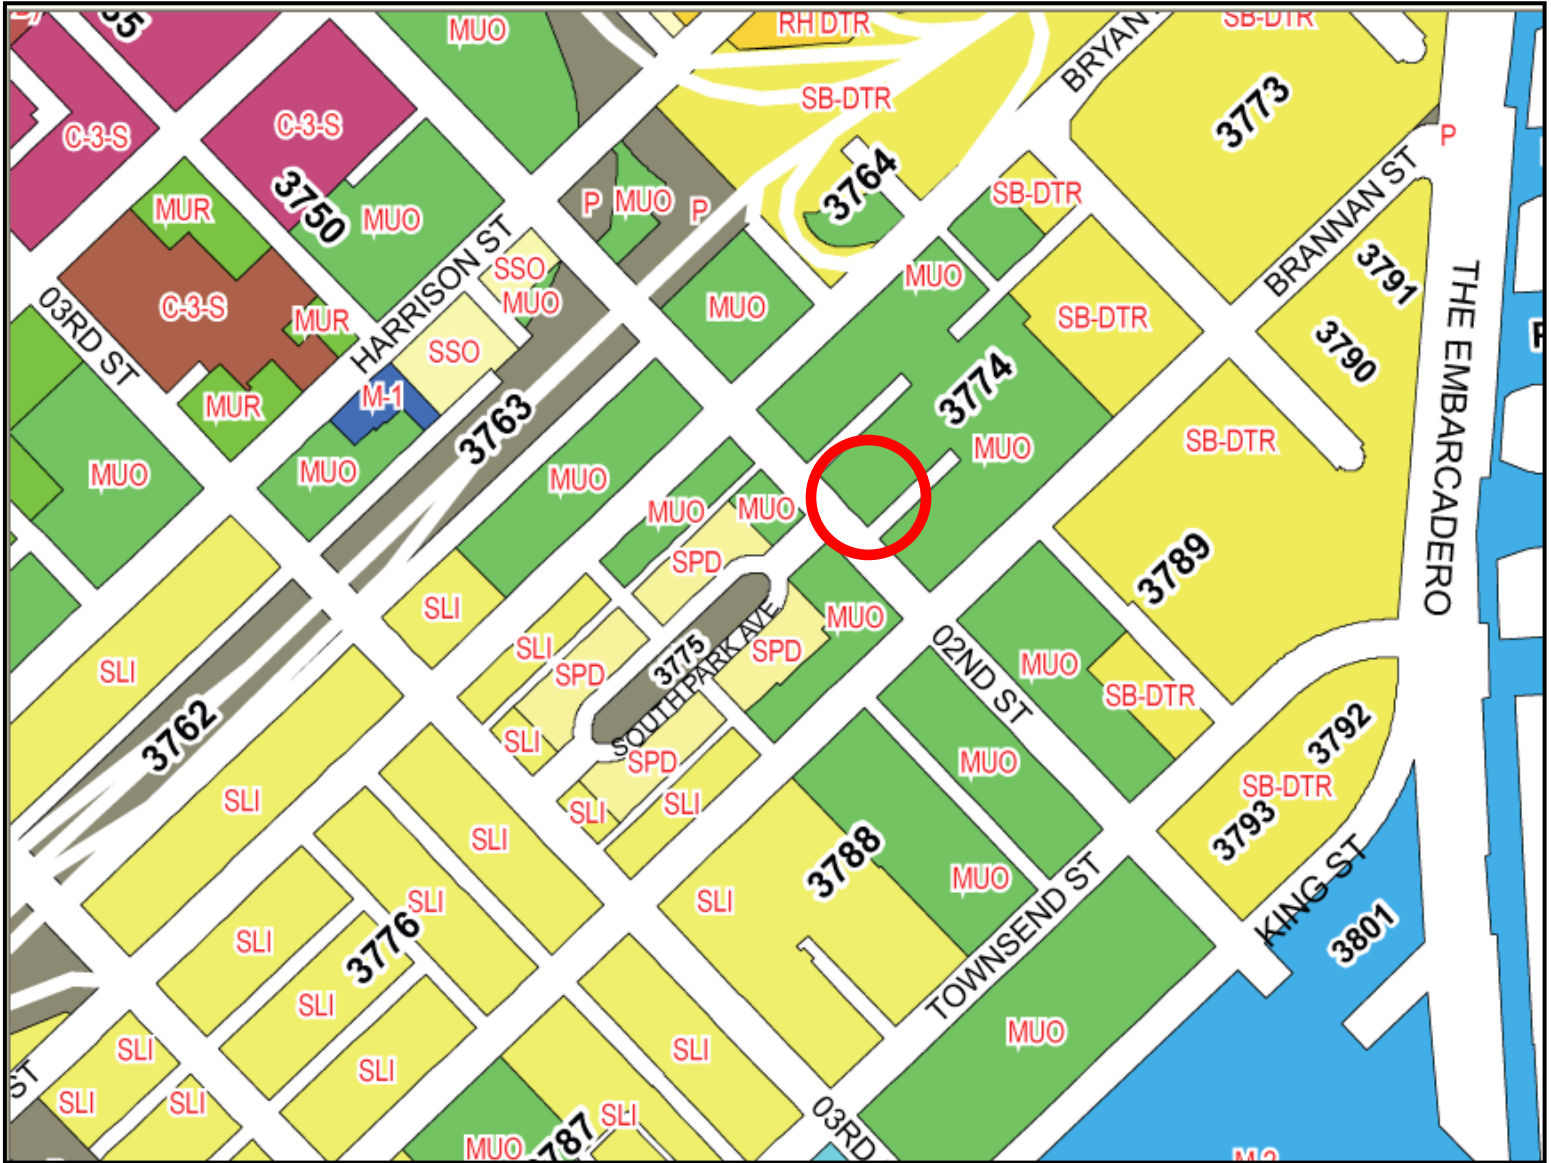 MUO
RH DTR
SB-DTR
BRYAN
SB-DTR
C-3-S
C-3-S
3773
P
3750
MUR
MUO
P
MUO
P
3764
SB-DTR
BRANNAN ST
HARRISON ST
SSO
MUO
MUO
MUO
3791
03RD ST
C-3-S
MUR
SSO
SB-DTR
3790
THE EMBARCADERO
M-1
MUR
3763
3774
MUO
MUO
MUO
MUO
MUO
SB-DTR
MUO
SPD
3789
SLI
MUO
SLI
SPD
3775
SOUTH PARK AVE
SPD
02ND ST
MUO
SLI
SB-DTR
3762
SLI
SPD
MUO
3792
SLI
SLI
SLI
SB-DTR
SLI
3793
3788
MUO
TOWNSEND ST
KING ST
SLI
SLI
3801
SLI
3776
SLI
MUO
SLI
SLI
SLI
ST
SLI
SLI
SLI
03RD
MUO
3787